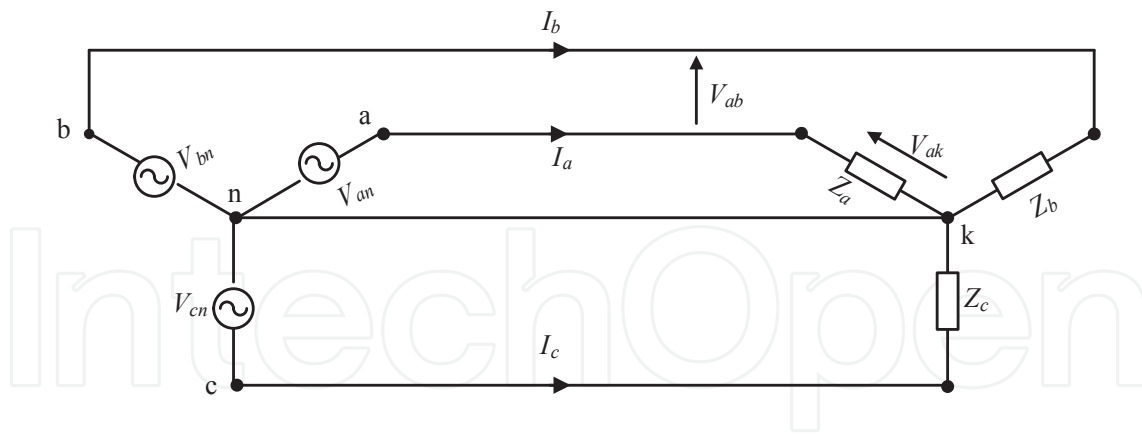 I_b
b
V_bn
a
V_an
n
I_a
V_ab
V_ak
Z_a
Z_b
k
V_cn
Z_c
c
I_c
IntechOpen